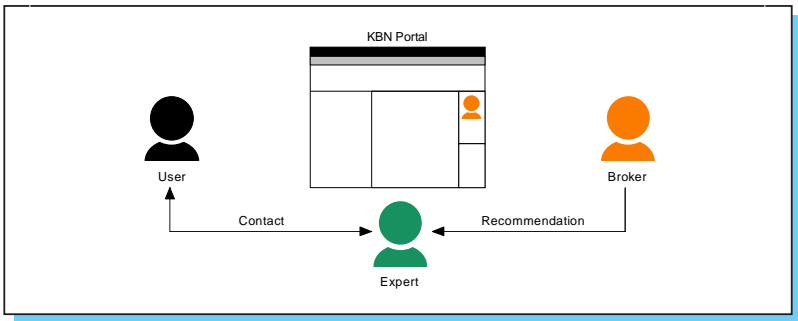 KBN Portal
User
Broker
Contact
Recommendation
Expert